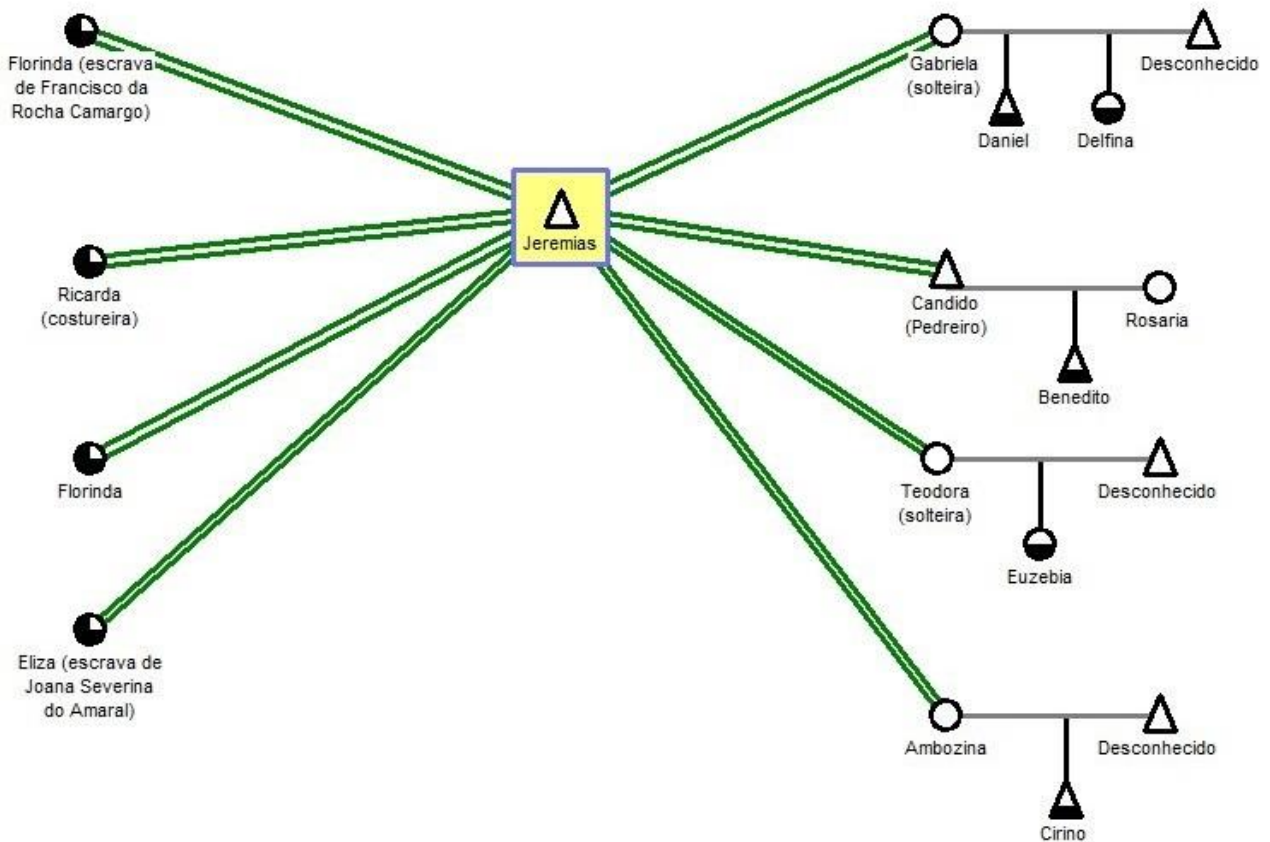 Florinda (escrava
de Francisco da
Rocha Camargo)
Gabriela
(solteira)
Desconhecido
Daniel
Delfina
Jeremias
Ricarda
(costureira)
Candido
(Pedreiro)
Rosaria
Benedito
Florinda
Teodora
(solteira)
Desconhecido
Euzebia
Eliza (escrava de
Joana Severina
do Amaral)
Ambozina
Desconhecido
Cirino